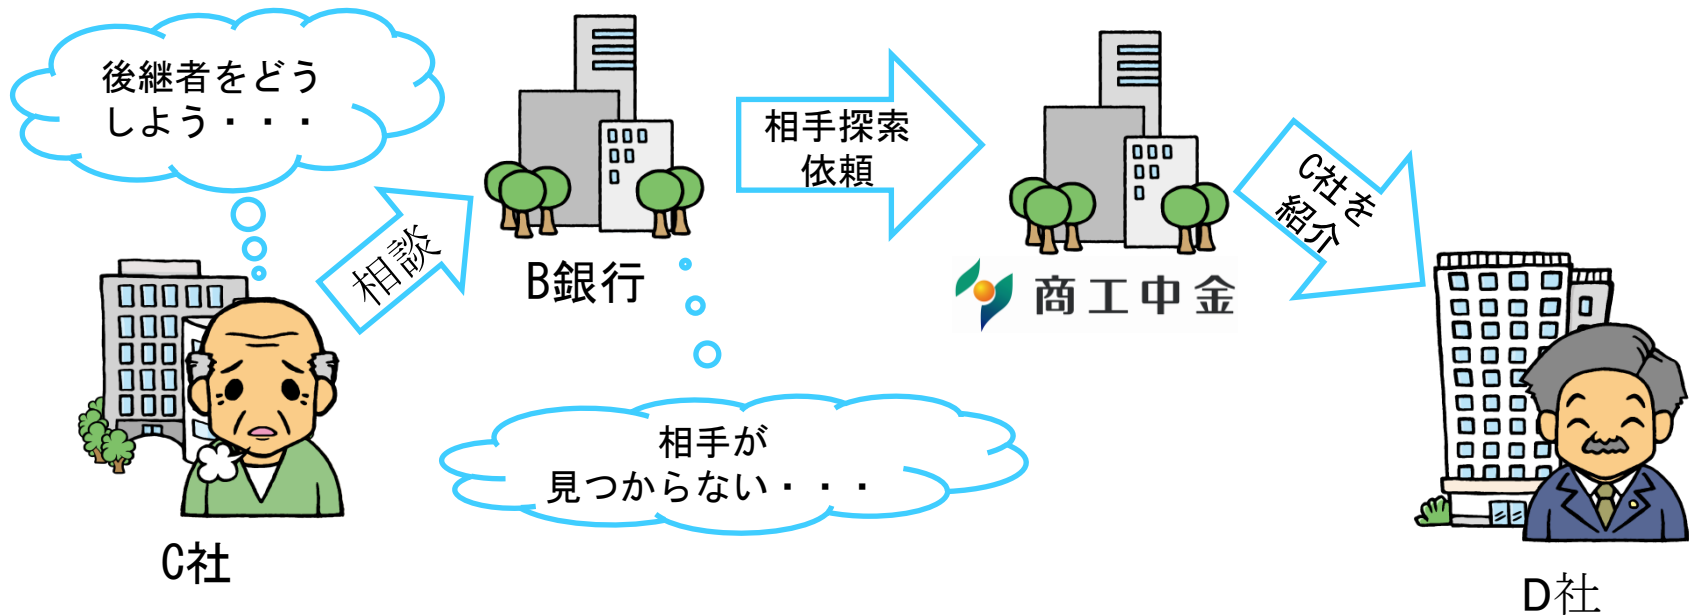 後継者をどう
しよう・・・
相談
B銀行
相手探索
依頼
商工中金
C社を
紹介
相手が
見つからない・・・
C社
D社